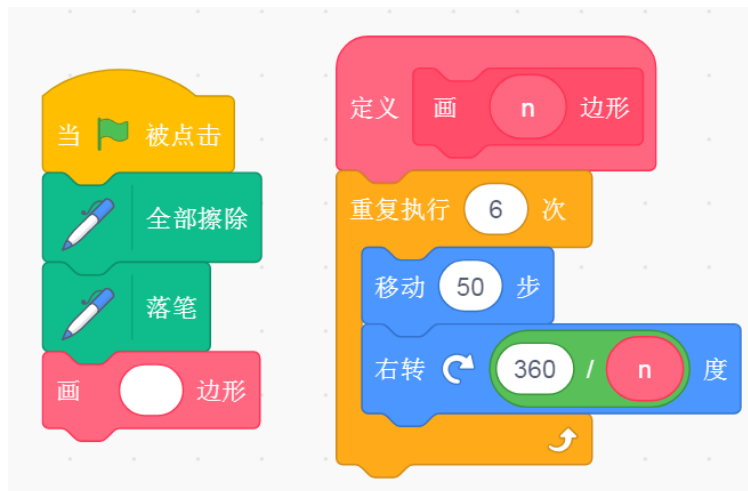 当 被点击
全部擦除
落笔
画 边形
定义 画 n 边形
重复执行 6 次
移动 50 步
右转 360 / n 度